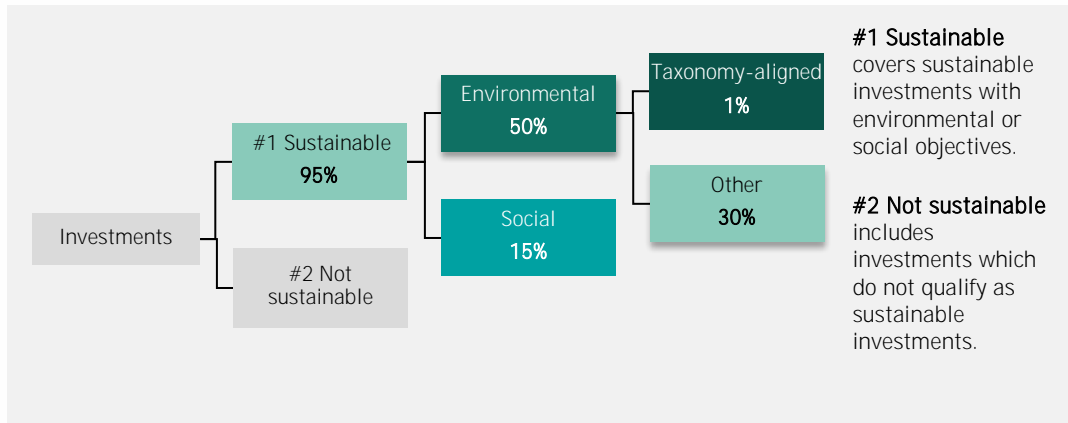 Investments
#1 Sustainable
95%
#2 Not
sustainable
Environmental
50%
Social
15%
Taxonomy-aligned
1%
Other
30%
#1 Sustainable
covers sustainable
investments with
environmental or
social objectives.
#2 Not sustainable
includes
investments which
do not qualify as
sustainable
investments.